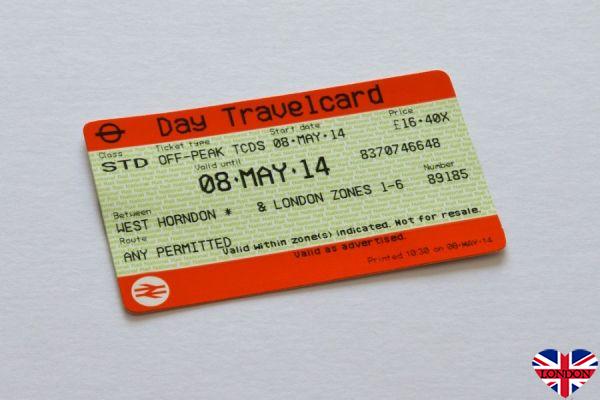 Day Travelcard
Class Ticket type Start date Price
STD OFF-PEAK TCDS 08·MAY·14 £16·40X
Valid until
08·MAY·14 8370746648
Between Number
WEST HORNDON * & LONDON ZONES 1-6 89185
Route
ANY PERMITTED
Valid within zone(s) indicated. Not for resale.
Valid as advertised.
Printed 10:30 on 08·MAY·14
LONDON